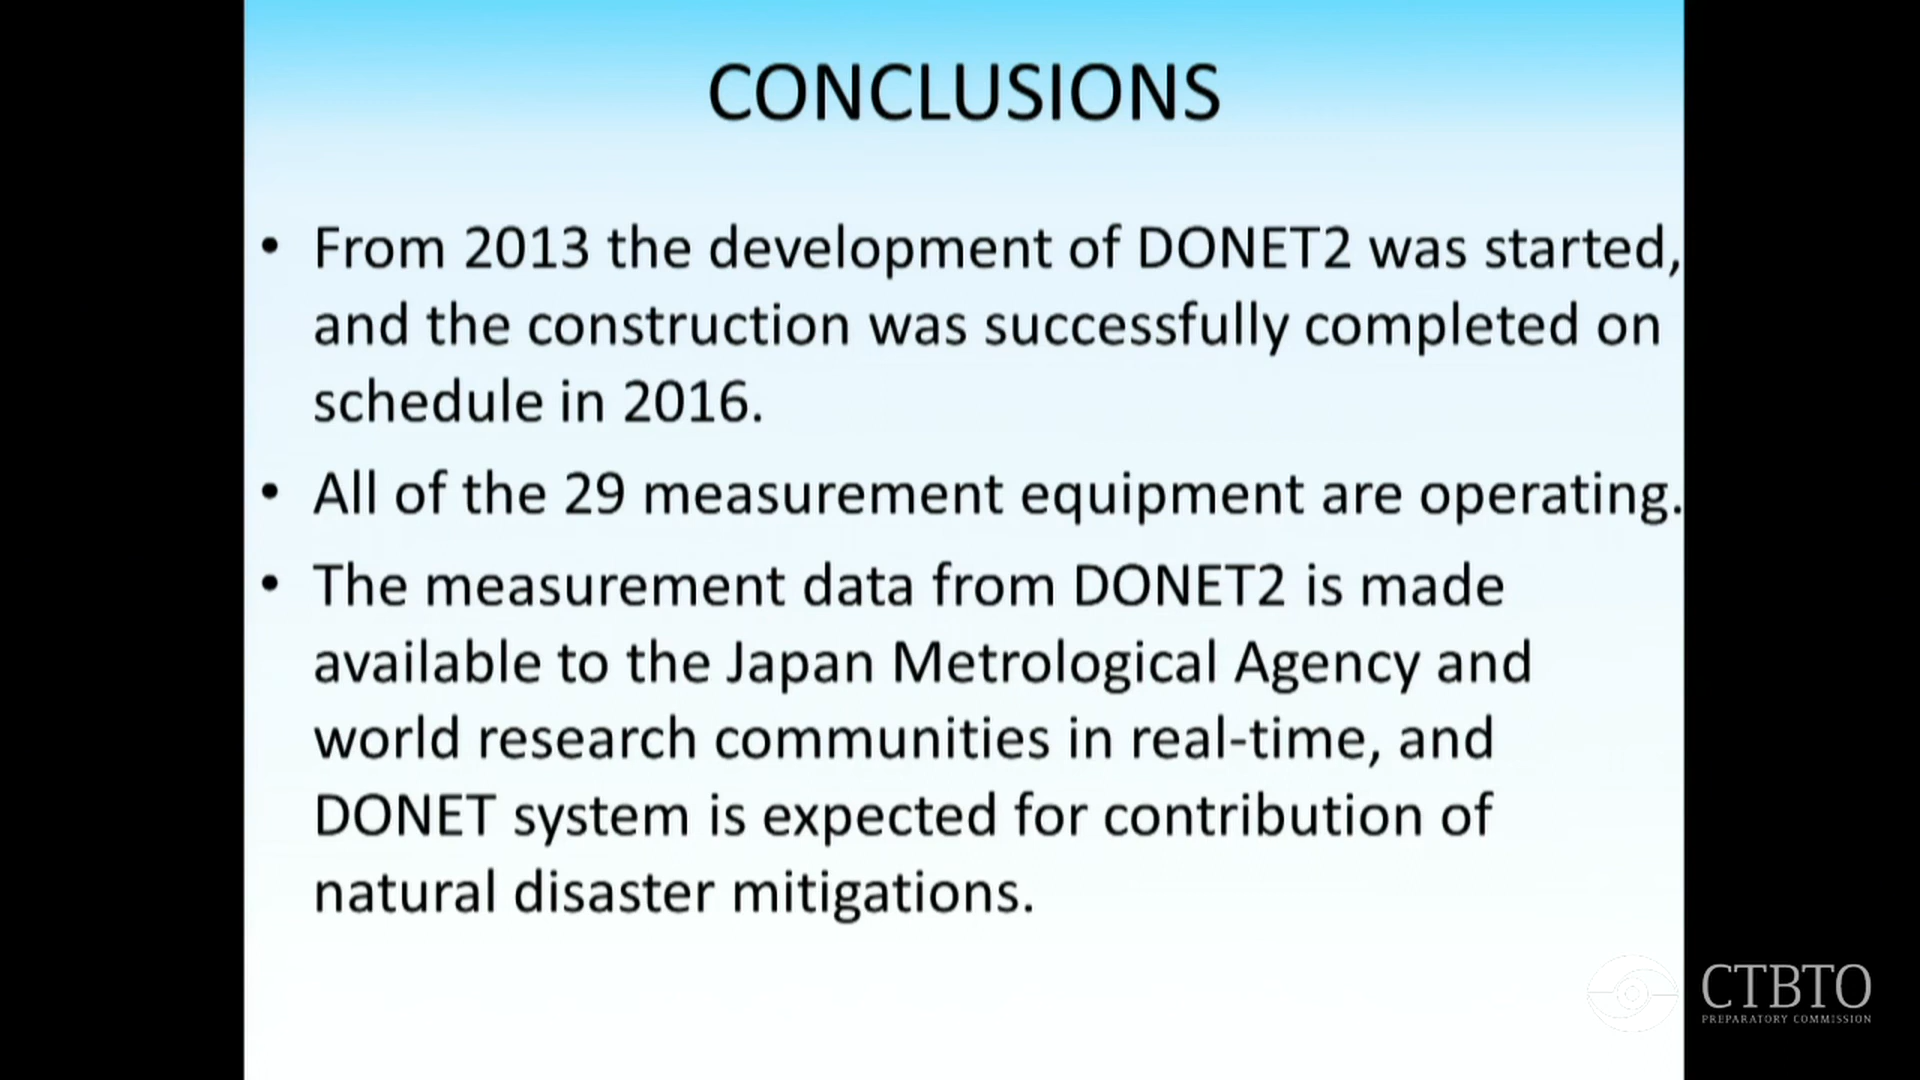 CONCLUSIONS
• From 2013 the development of DONET2 was started,
and the construction was successfully completed on
schedule in 2016.
• All of the 29 measurement equipment are operating.
• The measurement data from DONET2 is made
available to the Japan Metrological Agency and
world research communities in real-time, and
DONET system is expected for contribution of
natural disaster mitigations.
CTBTO
PREPARATORY COMMISSION